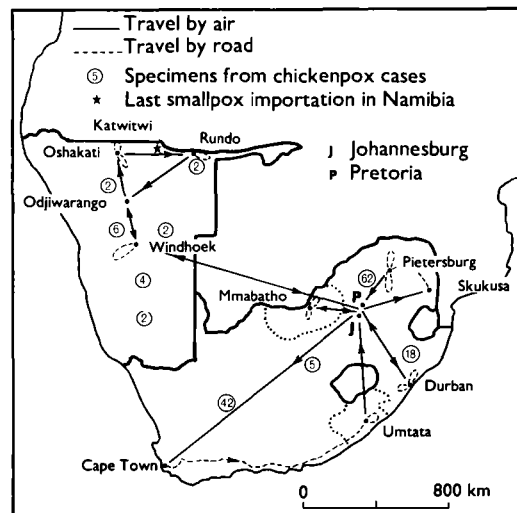 Travel by air
Travel by road
5 Specimens from chickenpox cases
★ Last smallpox importation in Namibia
Katwitwi
Rundo
Oshakati
J Johannesburg
P Pretoria
2
2
Odjiwarango
6
2
Windhoek
4
2
Pietersburg
62
Skukusa
Mmabatho
P
J
5
18
Durban
42
Umtata
Cape Town
0 800 km